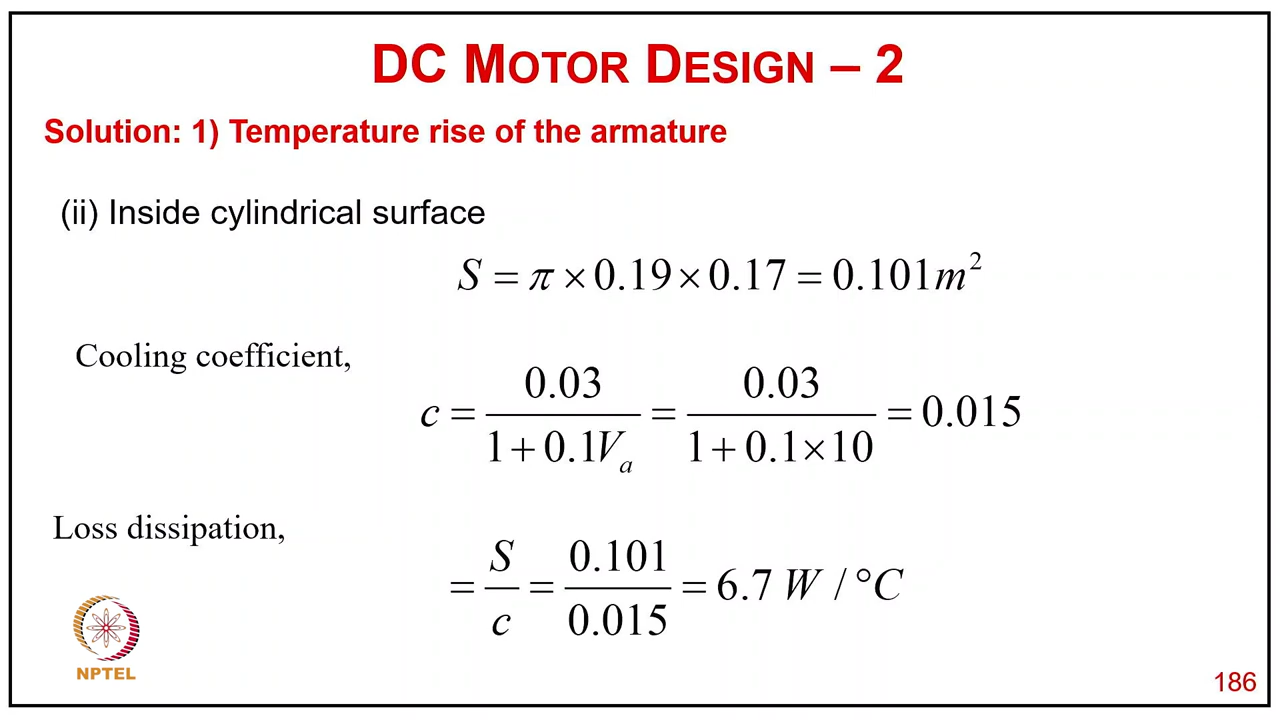 DC MOTOR DESIGN – 2
Solution: 1) Temperature rise of the armature
(ii) Inside cylindrical surface
S = π × 0.19 × 0.17 = 0.101m²
Cooling coefficient,
c = 0.03 / (1 + 0.1Vₐ) = 0.03 / (1 + 0.1×10) = 0.015
Loss dissipation,
= S / c = 0.101 / 0.015 = 6.7 W / °C
NPTEL
186